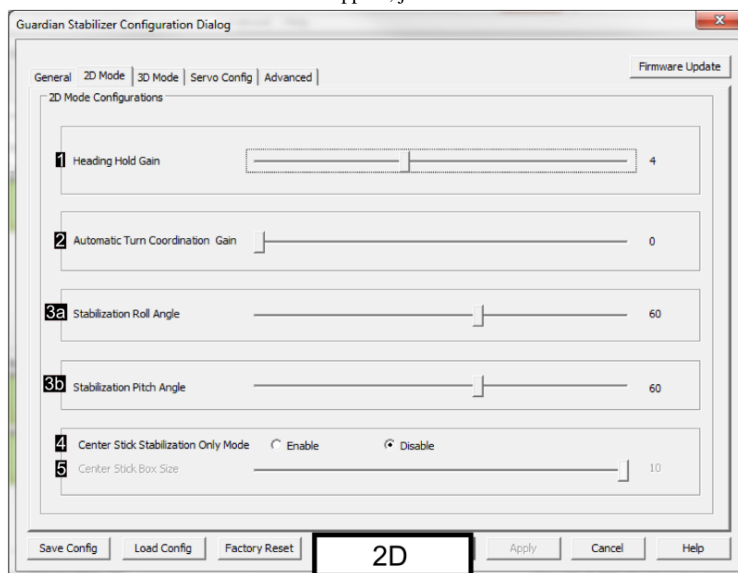 Guardian Stabilizer Configuration Dialog
Firmware Update
General 2D Mode 3D Mode Servo Config Advanced
2D Mode Configurations
1 Heading Hold Gain 4
2 Automatic Turn Coordination Gain 0
3a Stabilization Roll Angle 60
3b Stabilization Pitch Angle 60
4 Center Stick Stabilization Only Mode Enable Disable
5 Center Stick Box Size 10
Save Config Load Config Factory Reset 2D Apply Cancel Help